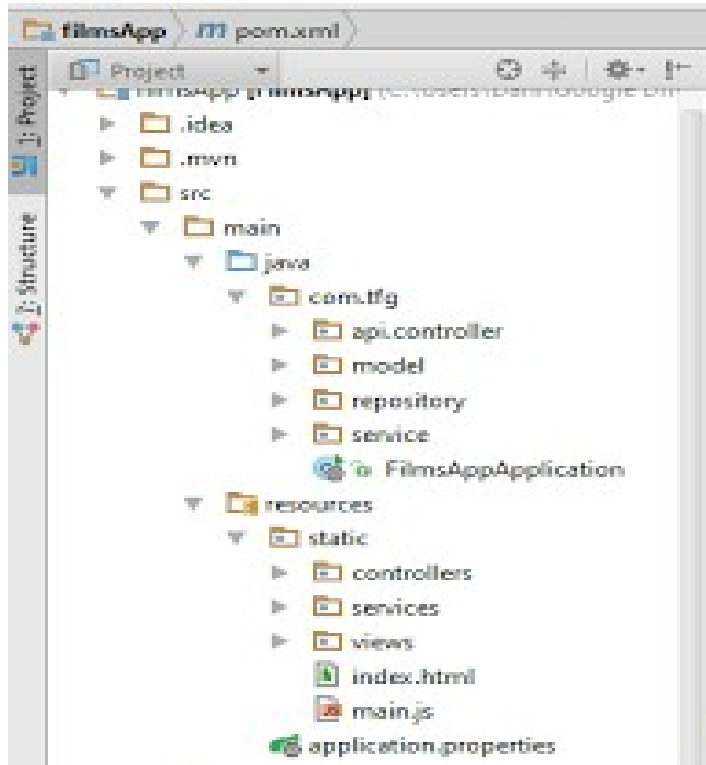 filmsApp pom.xml
Project
1: Project
7: Structure
.idea
.mvn
src
main
java
com.tfg
api.controller
model
repository
service
FilmsAppApplication
resources
static
controllers
services
views
index.html
main.js
application.properties